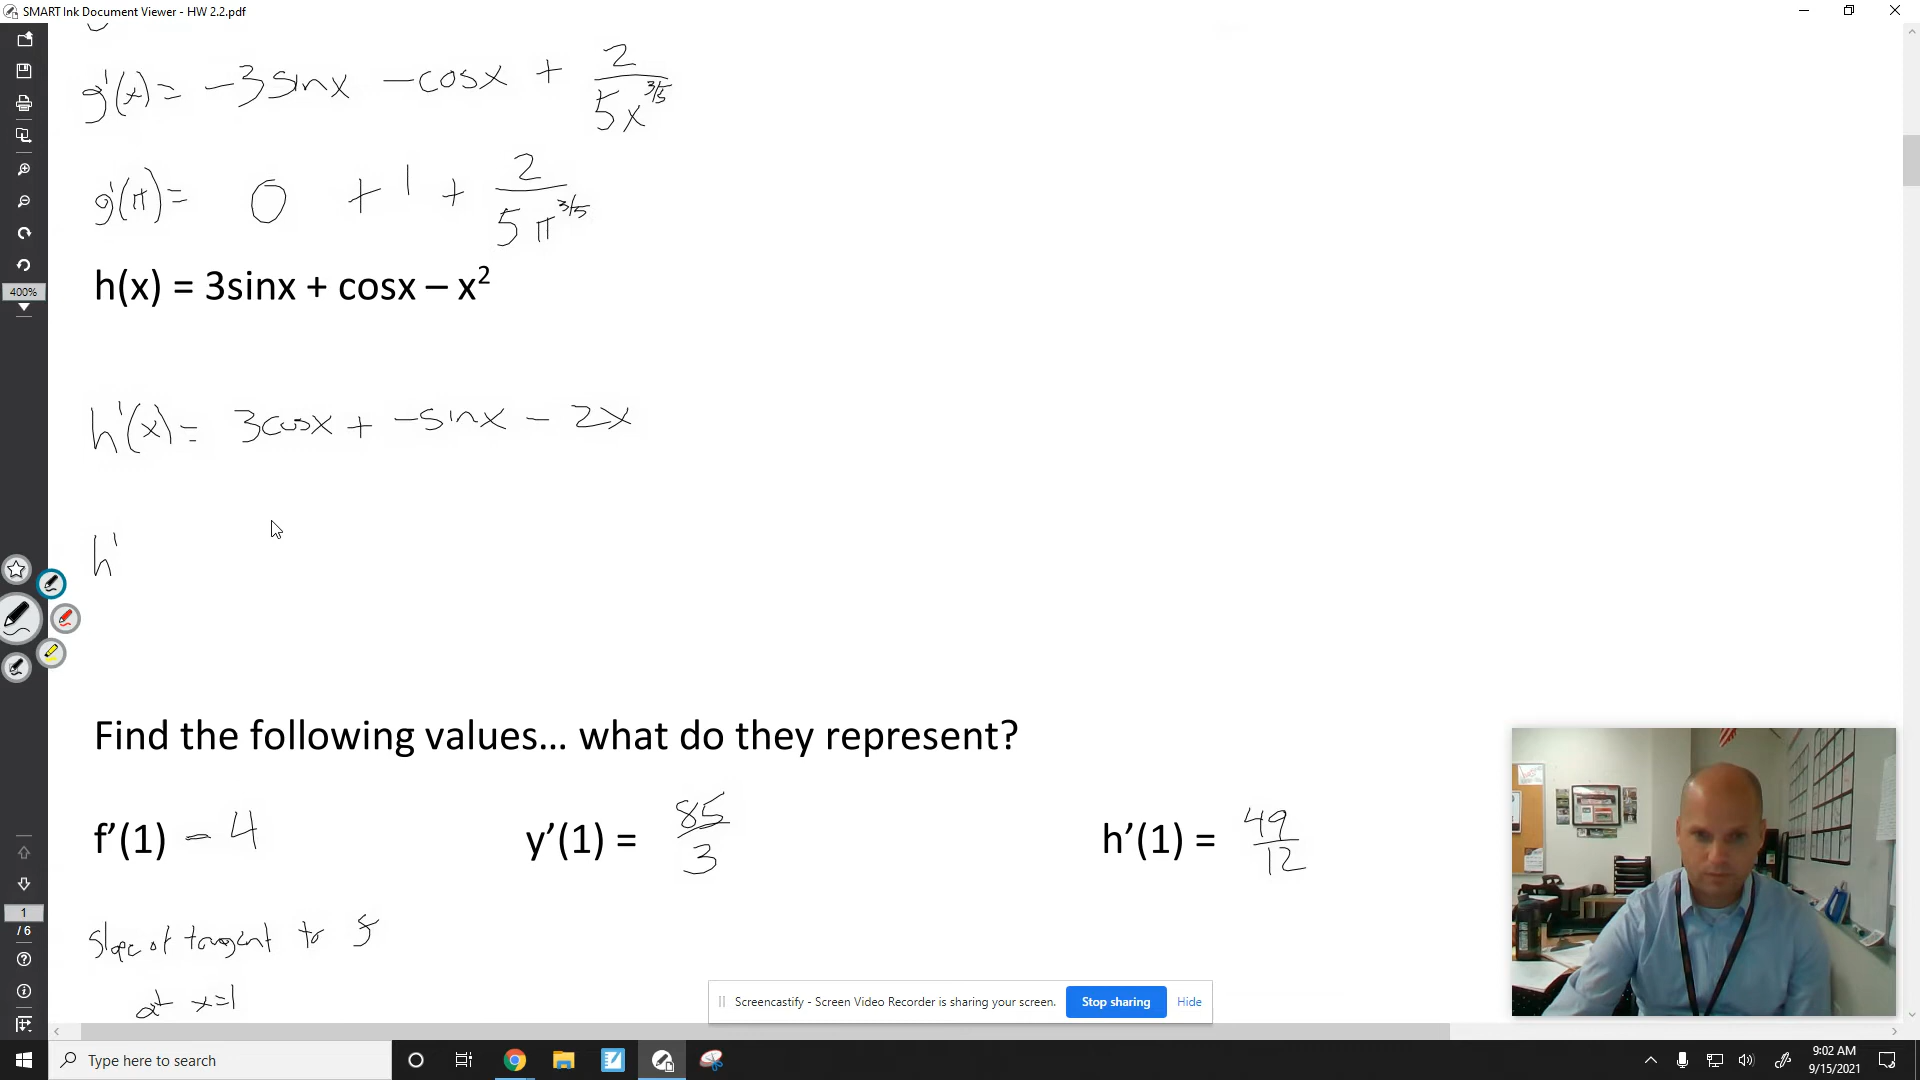 SMART Ink Document Viewer - HW 2.2.pdf
g'(x) = -3sinx - cosx + 2/5x^3/5
g'(π) = 0 + 1 + 2/5π^3/5
h(x) = 3sinx + cosx – x²
h'(x) = 3cosx + -sinx - 2x
h'
400%
Find the following values... what do they represent?
f’(1) = 4 y’(1) = 85/3 h’(1) = 49/12
1
/ 6
Slope of tangent to f
at x=1
Screencastify - Screen Video Recorder is sharing your screen. Stop sharing Hide
Type here to search
9:02 AM
9/15/2021